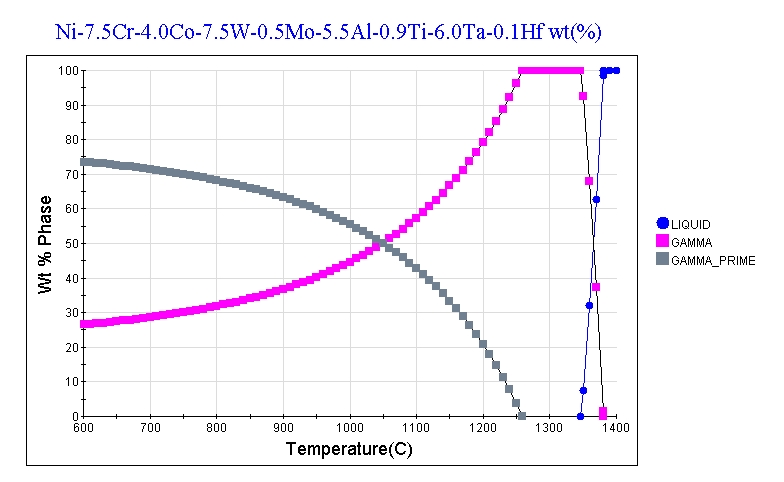 Ni-7.5Cr-4.0Co-7.5W-0.5Mo-5.5Al-0.9Ti-6.0Ta-0.1Hf wt(%)
100
90
80
70
60
50
40
30
20
10
0
Wt % Phase
600 700 800 900 1000 1100 1200 1300 1400
Temperature(C)
LIQUID
GAMMA
GAMMA_PRIME